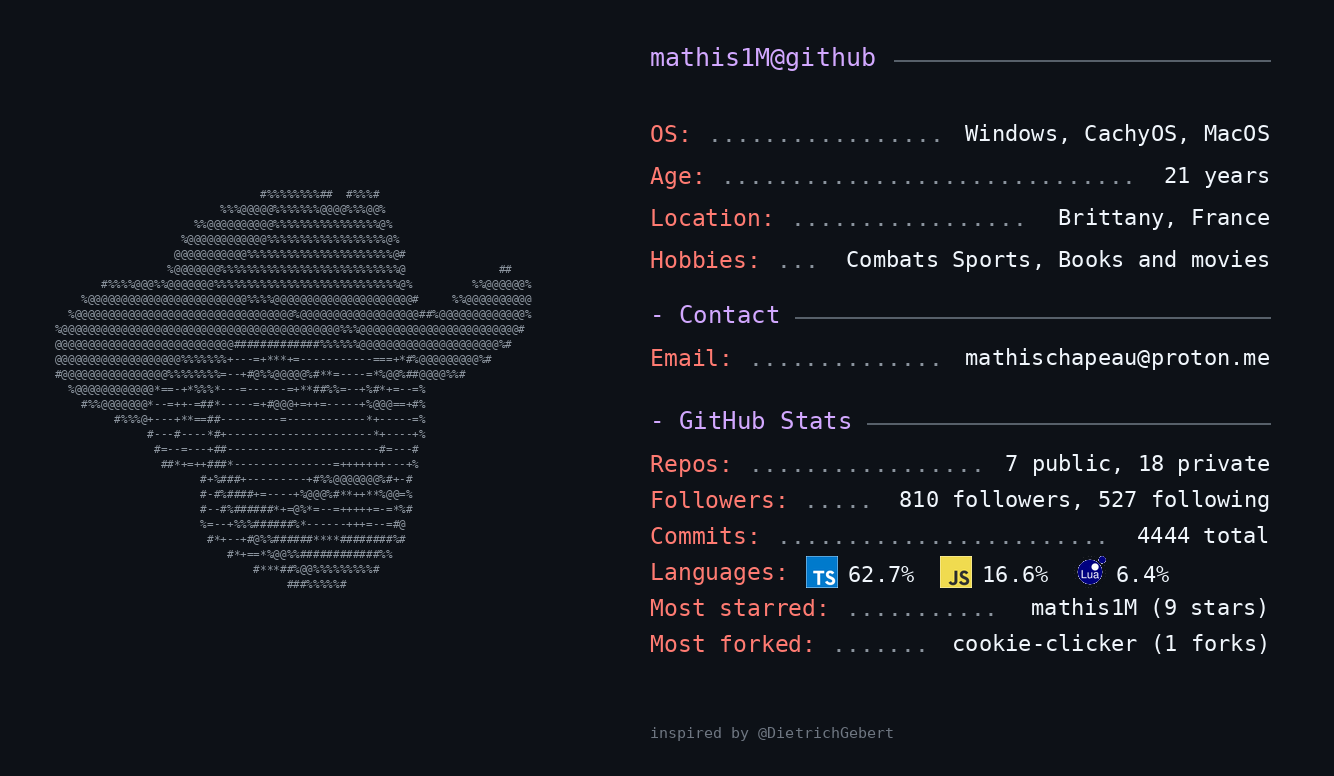 mathis1M@github
OS: ................. Windows, CachyOS, MacOS
Age: .............................. 21 years
Location: ................. Brittany, France
Hobbies: ... Combats Sports, Books and movies
- Contact
Email: .............. mathischapeau@proton.me
- GitHub Stats
Repos: ................. 7 public, 18 private
Followers: ..... 810 followers, 527 following
Commits: ........................ 4444 total
Languages: TS 62.7% JS 16.6% Lua 6.4%
Most starred: ........... mathis1M (9 stars)
Most forked: ....... cookie-clicker (1 forks)
inspired by @DietrichGebert